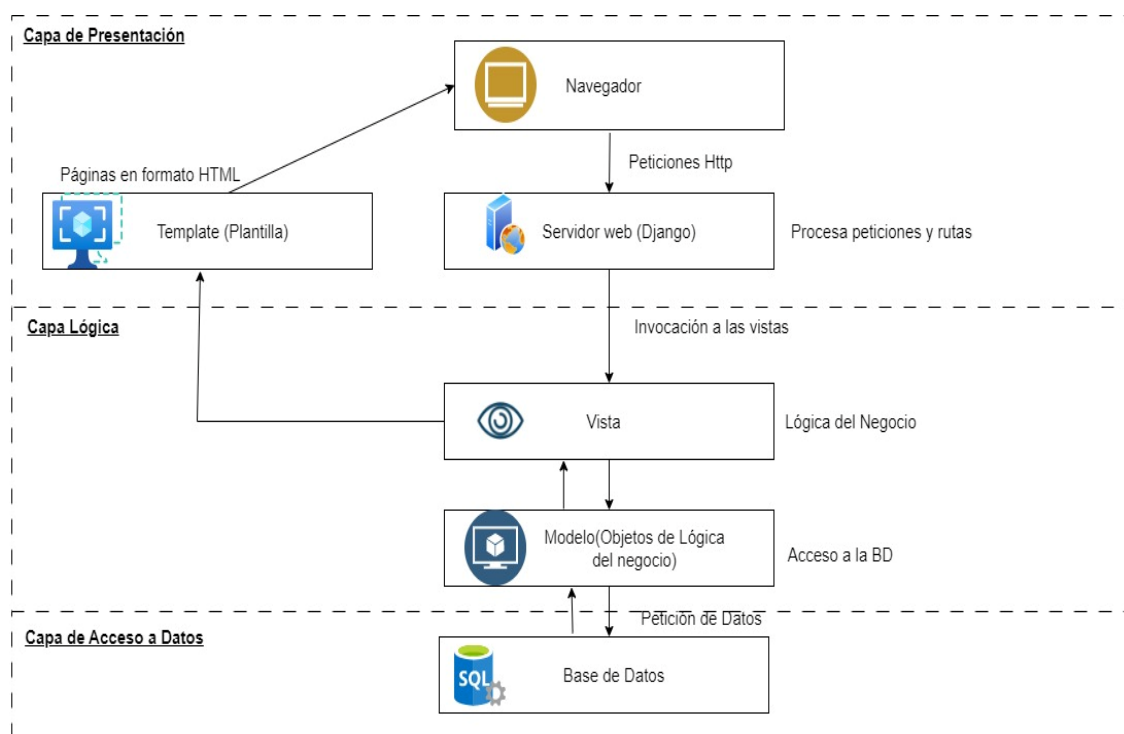 Capa de Presentación
Navegador
Peticiones Http
Páginas en formato HTML
Template (Plantilla)
Servidor web (Django)
Procesa peticiones y rutas
Capa Lógica
Invocación a las vistas
Vista
Lógica del Negocio
Modelo(Objetos de Lógica
del negocio)
Acceso a la BD
Petición de Datos
Capa de Acceso a Datos
SQL
Base de Datos